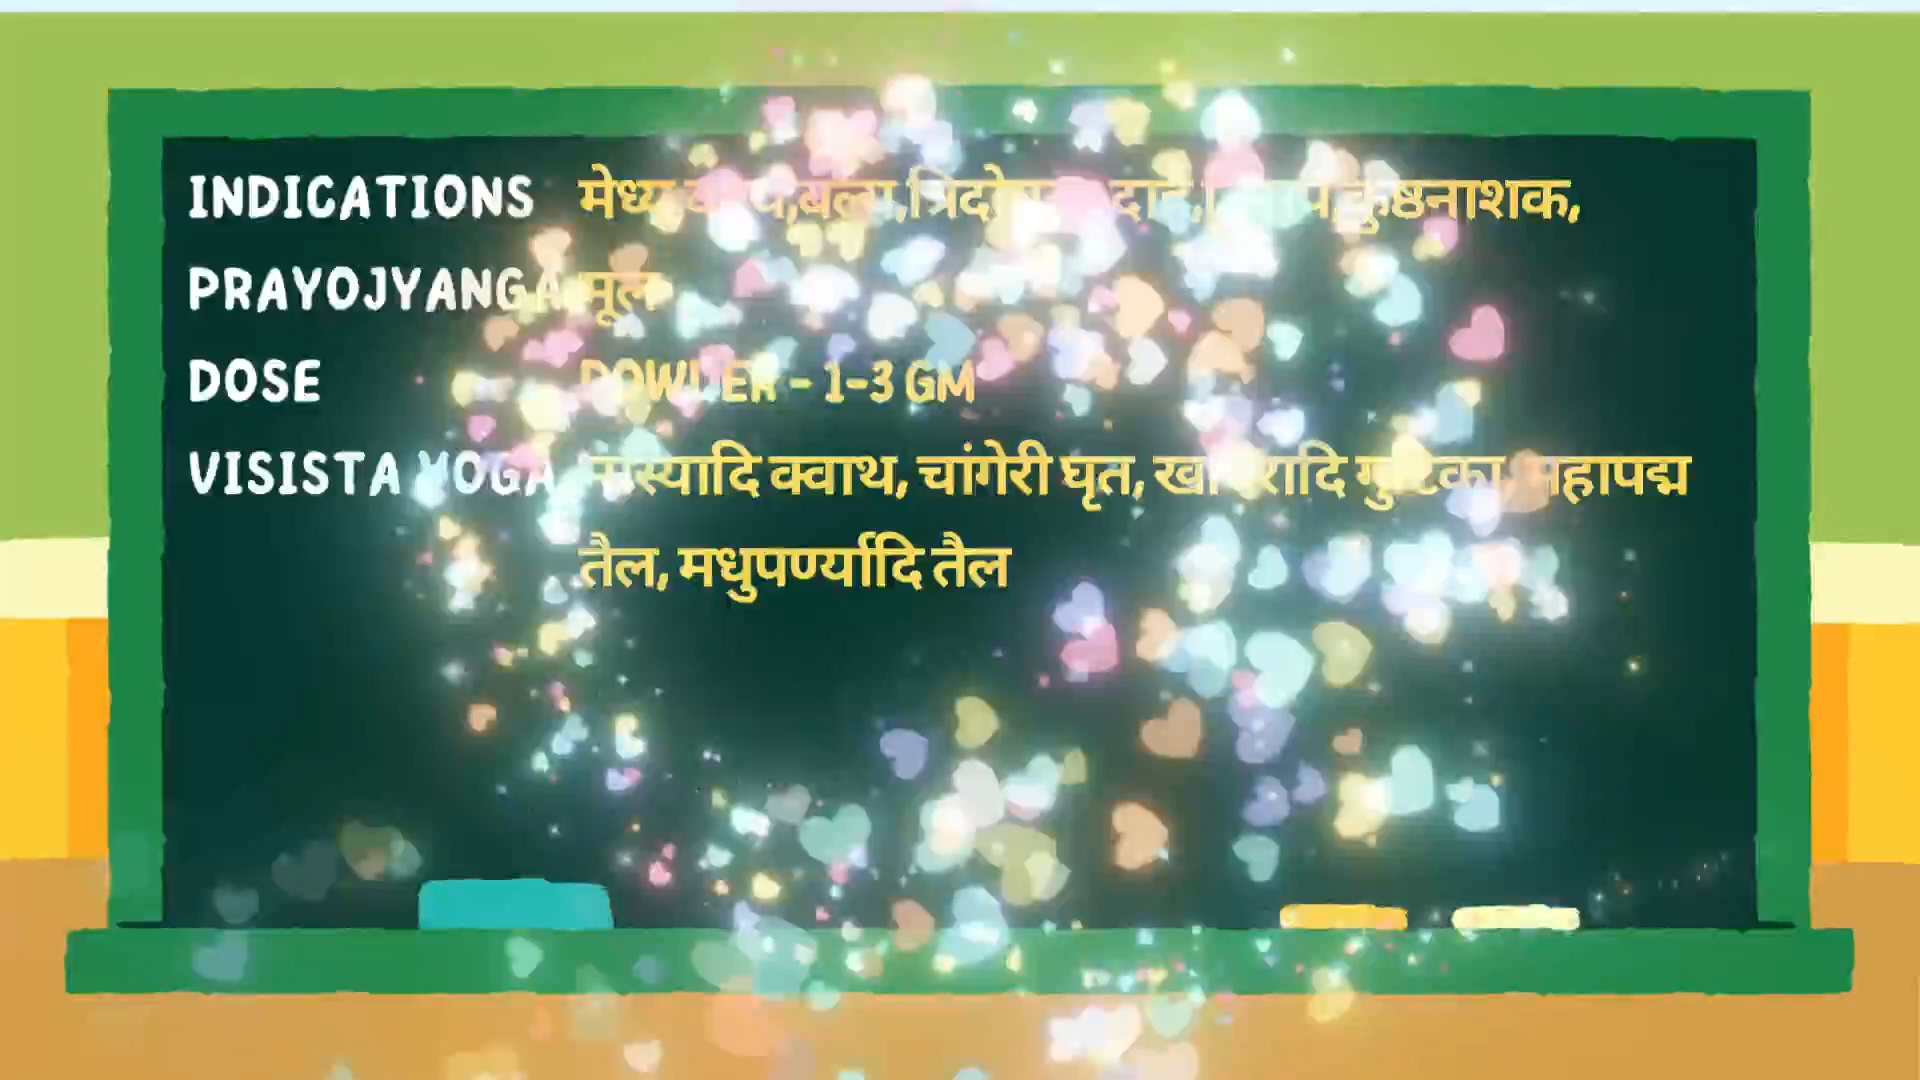 INDICATIONS मेध्य, बल्य, कुष्ठनाशक,
PRAYOJYANGA मूल
DOSE POWDER - 1-3 GM
VISISTA YOGA क्वाथ, चांगेरी घृत, महापद्म
तैल, मधुपर्ण्यादि तैल